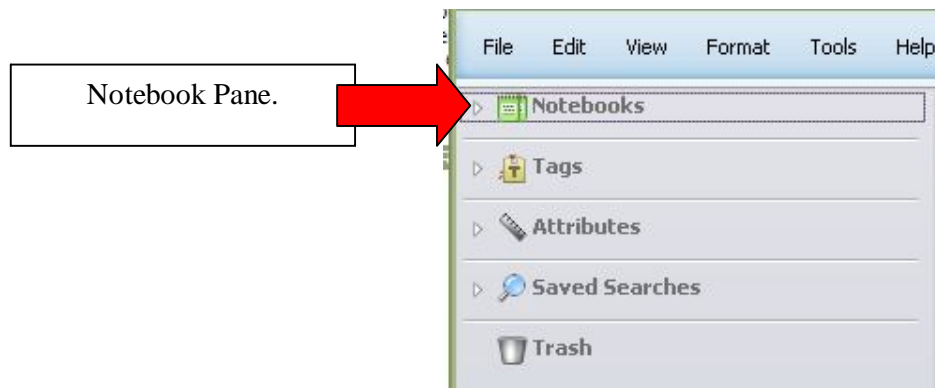 File Edit View Format Tools Help
Notebook Pane.
Notebooks
Tags
Attributes
Saved Searches
Trash